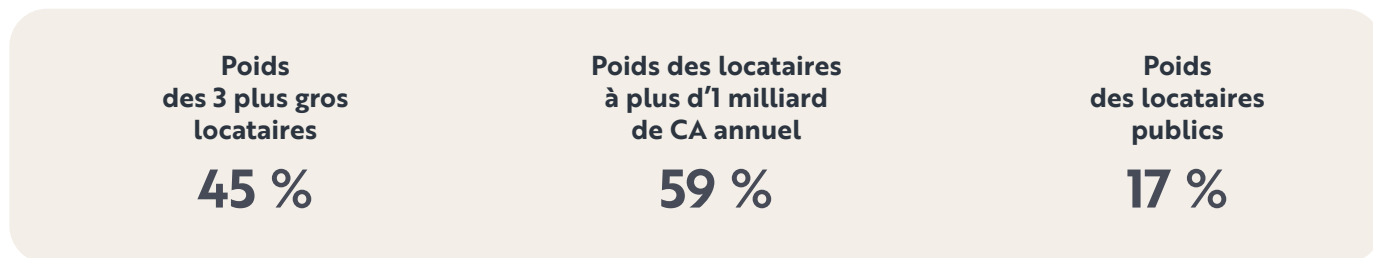 Poids
des 3 plus gros
locataires
45 %
Poids des locataires
à plus d’1 milliard
de CA annuel
59 %
Poids
des locataires
publics
17 %